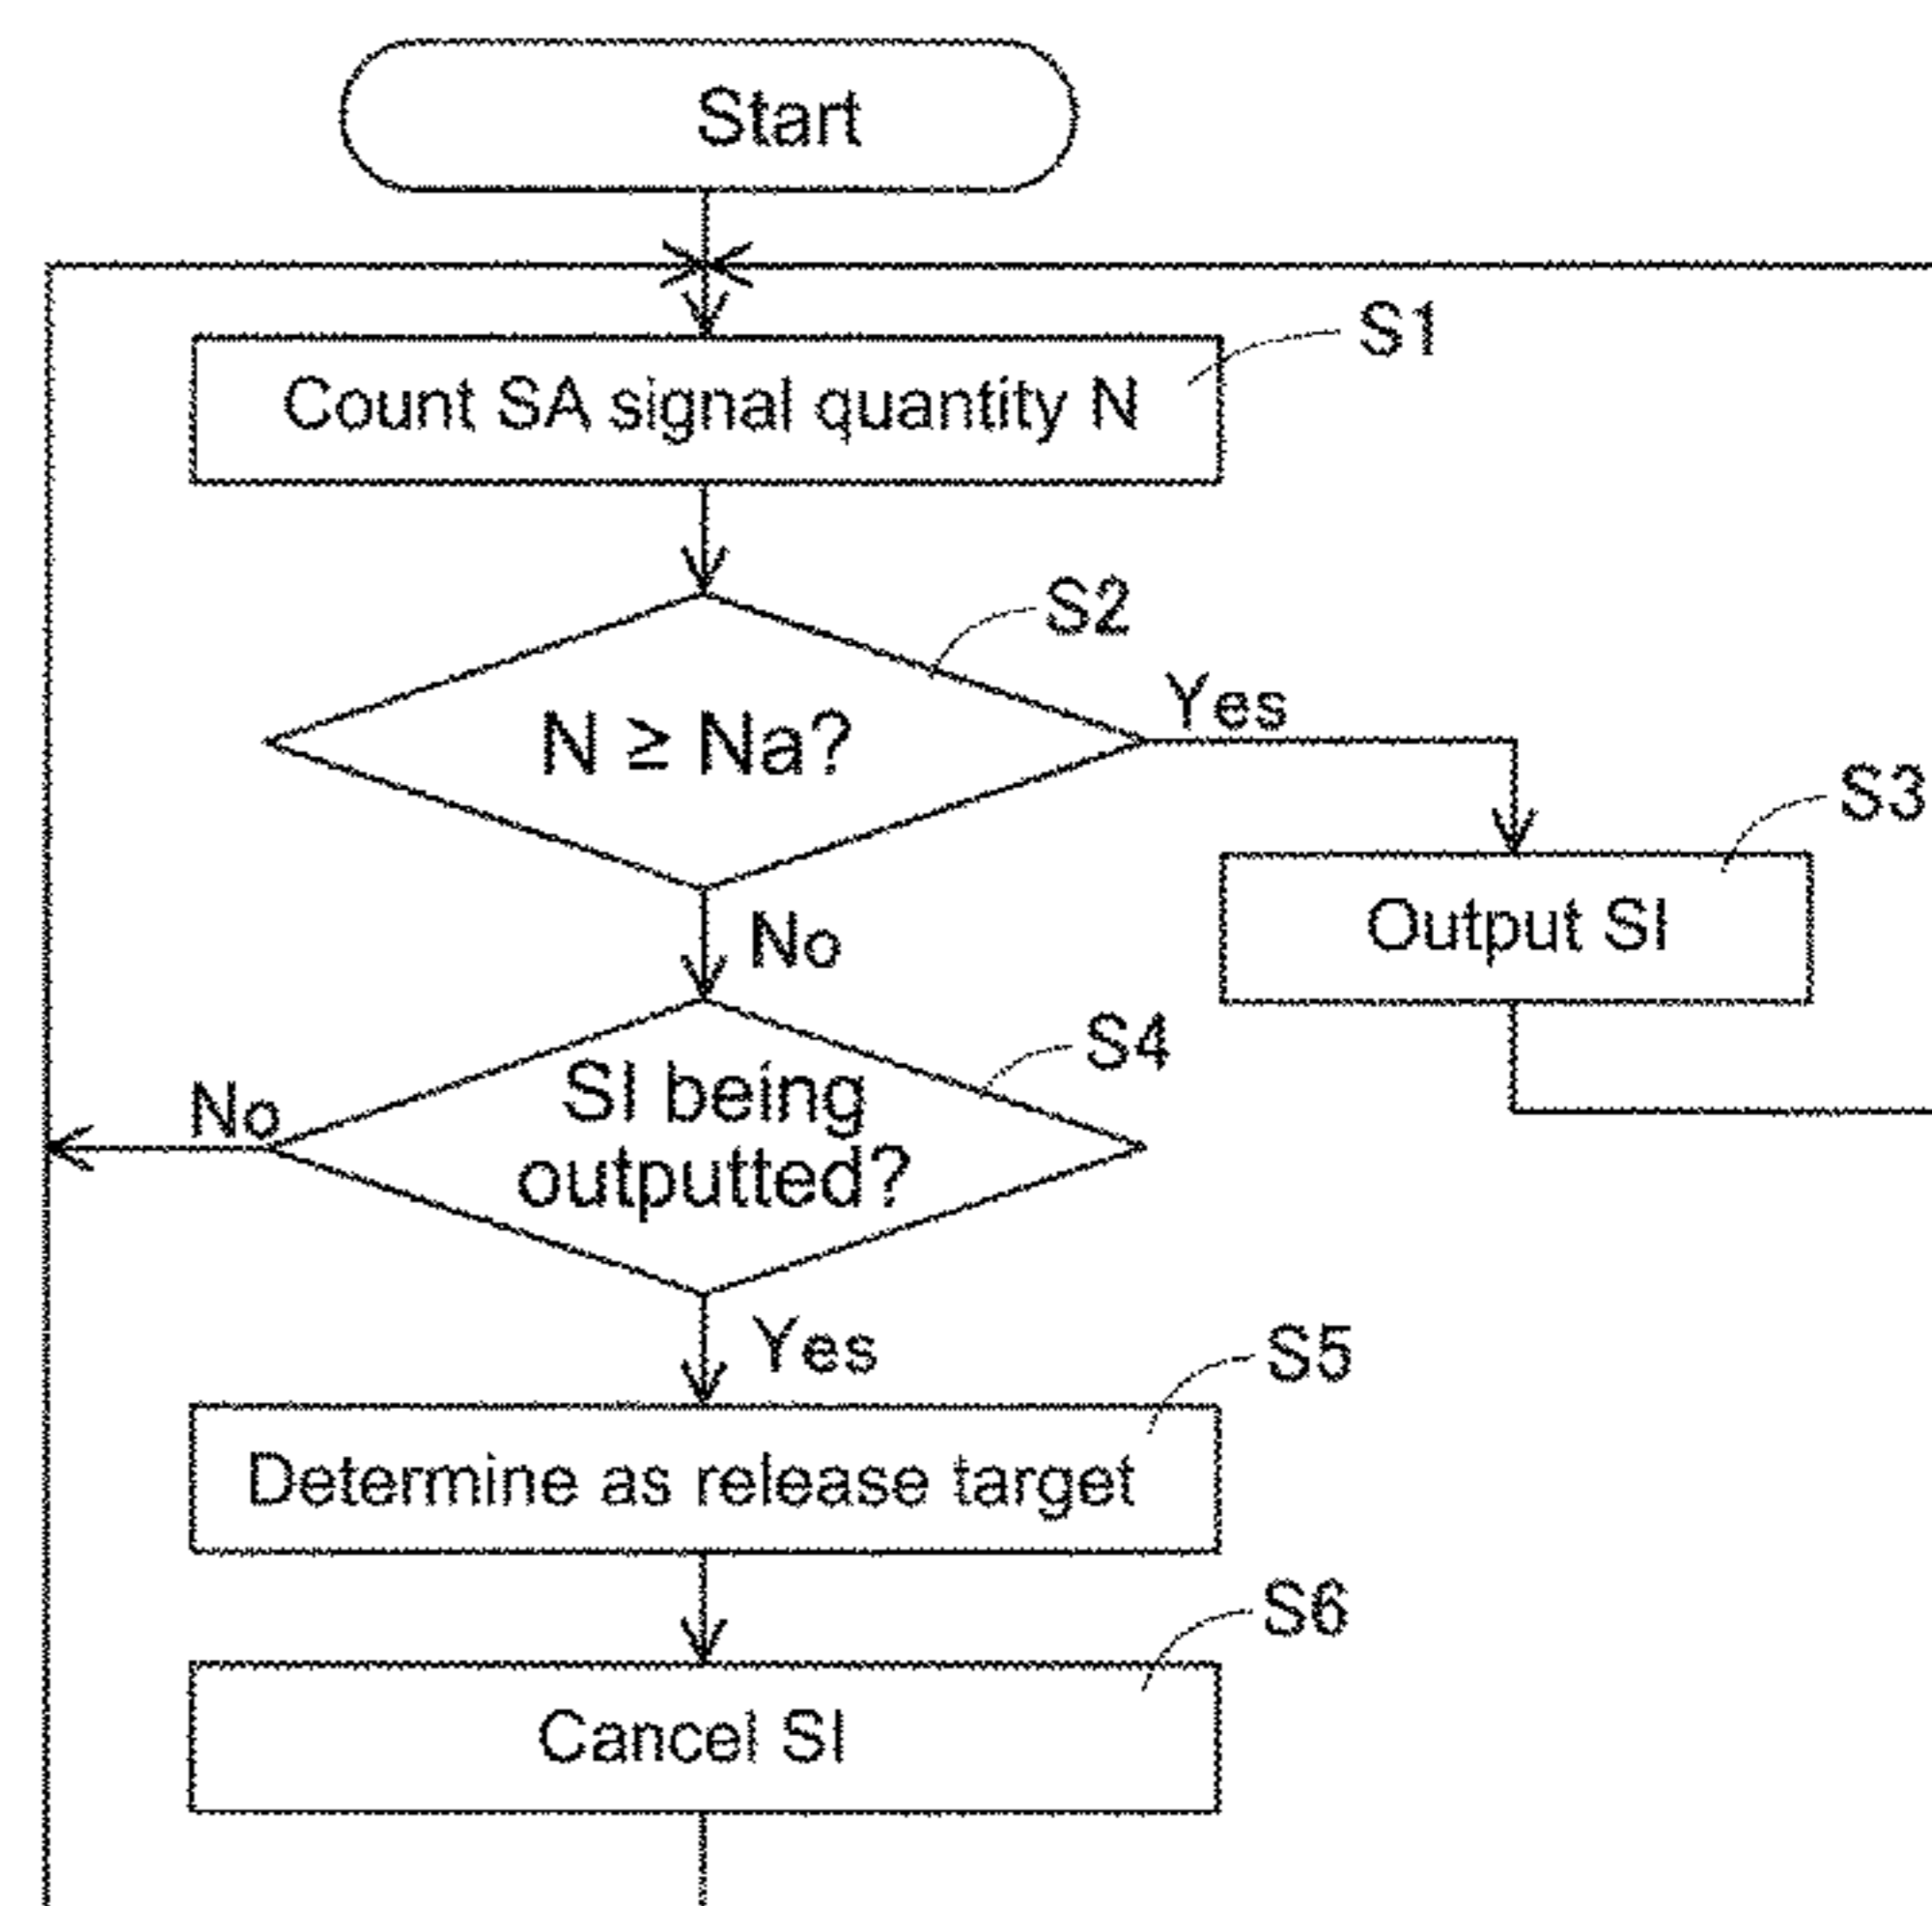 Start
S1
Count SA signal quantity N
S2
N ≥ Na?
Yes
S3
Output SI
No
S4
SI being
outputted?
No
Yes
S5
Determine as release target
S6
Cancel SI